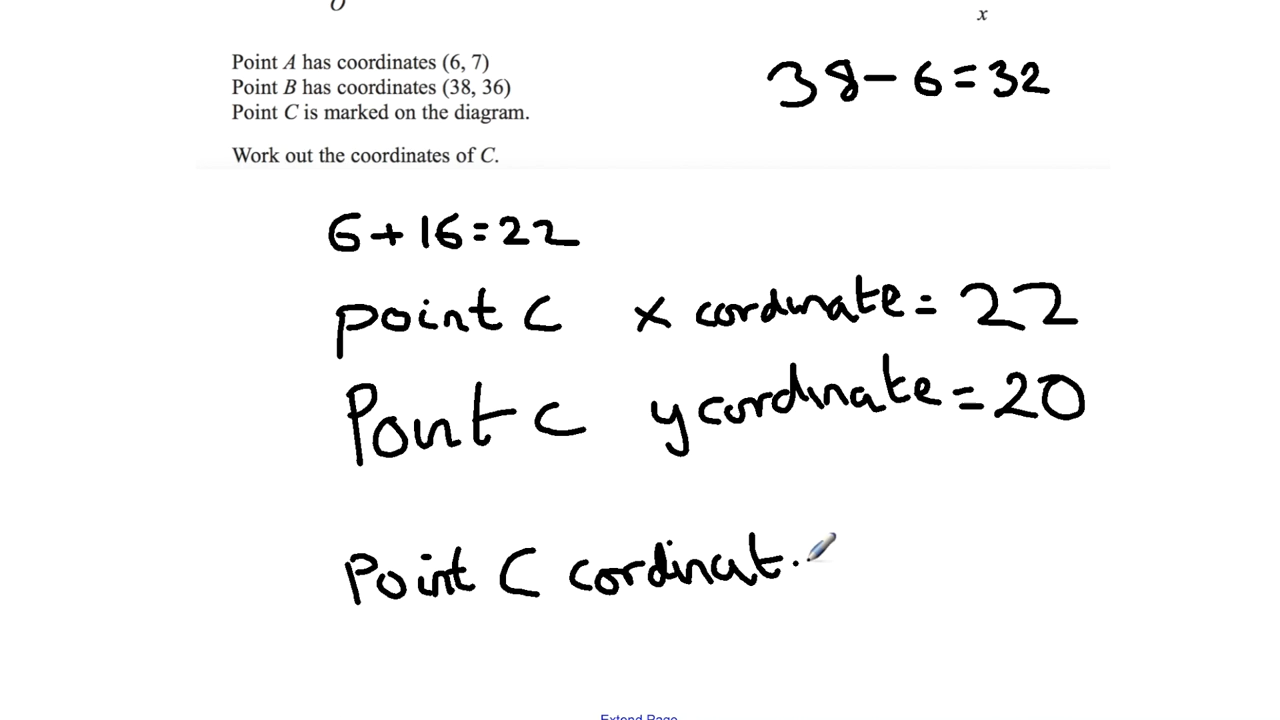 O
x
Point A has coordinates (6, 7)
Point B has coordinates (38, 36)
Point C is marked on the diagram.
38-6=32
Work out the coordinates of C.
6+16=22
point C x cordinate = 22
Point C y cordinate = 20
Point C cordinat
Extend Page